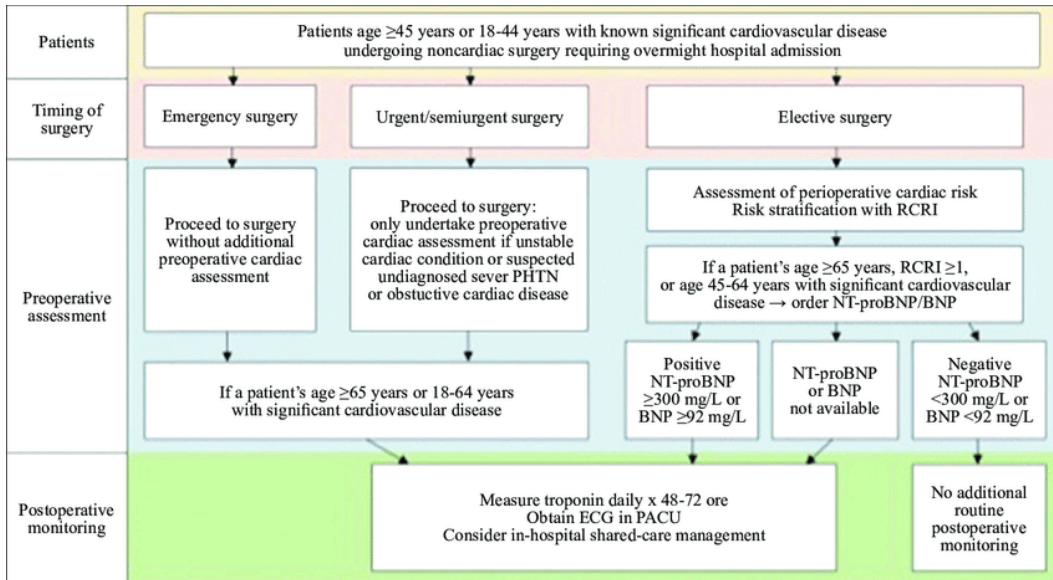 Patients
Patients age ≥45 years or 18-44 years with known significant cardiovascular disease
undergoing noncardiac surgery requiring overnight hospital admission
Timing of
surgery
Emergency surgery
Urgent/semiurgent surgery
Elective surgery
Preoperative
assessment
Proceed to surgery
without additional
preoperative cardiac
assessment
Proceed to surgery:
only undertake preoperative
cardiac assessment if unstable
cardiac condition or suspected
undiagnosed sever PHTN
or obstuctive cardiac disease
Assessment of perioperative cardiac risk
Risk stratification with RCRI
If a patient's age ≥65 years, RCRI ≥1,
or age 45-64 years with significant cardiovascular
disease → order NT-proBNP/BNP
If a patient's age ≥65 years or 18-64 years
with significant cardiovascular disease
Positive
NT-proBNP
≥300 mg/L or
BNP ≥92 mg/L
NT-proBNP
or BNP
not available
Negative
NT-proBNP
<300 mg/L or
BNP <92 mg/L
Postoperative
monitoring
Measure troponin daily x 48-72 ore
Obtain ECG in PACU
Consider in-hospital shared-care management
No additional
routine
postoperative
monitoring